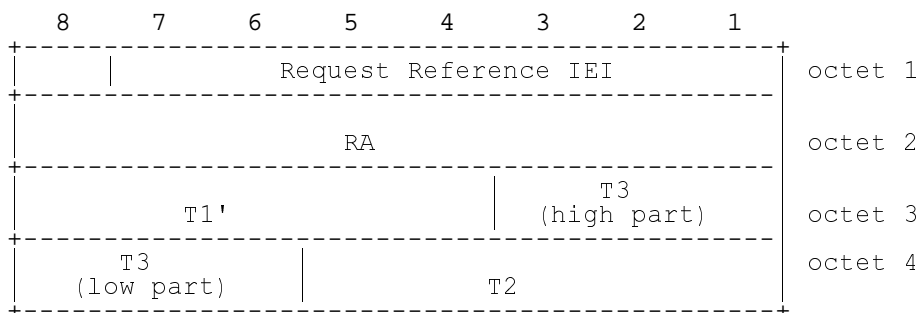 8 7 6 5 4 3 2 1
Request Reference IEI octet 1
RA octet 2
T3
T1' (high part) octet 3
T3 octet 4
(low part) T2